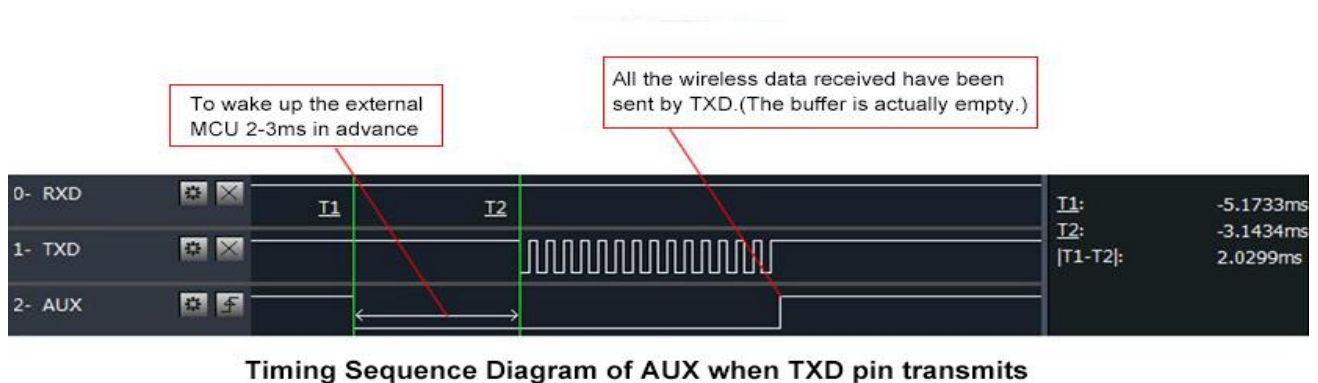 To wake up the external
MCU 2-3ms in advance
All the wireless data received have been
sent by TXD.(The buffer is actually empty.)
0- RXD
T1
T2
T1: -5.1733ms
T2: -3.1434ms
1- TXD
|T1-T2|: 2.0299ms
2- AUX
Timing Sequence Diagram of AUX when TXD pin transmits